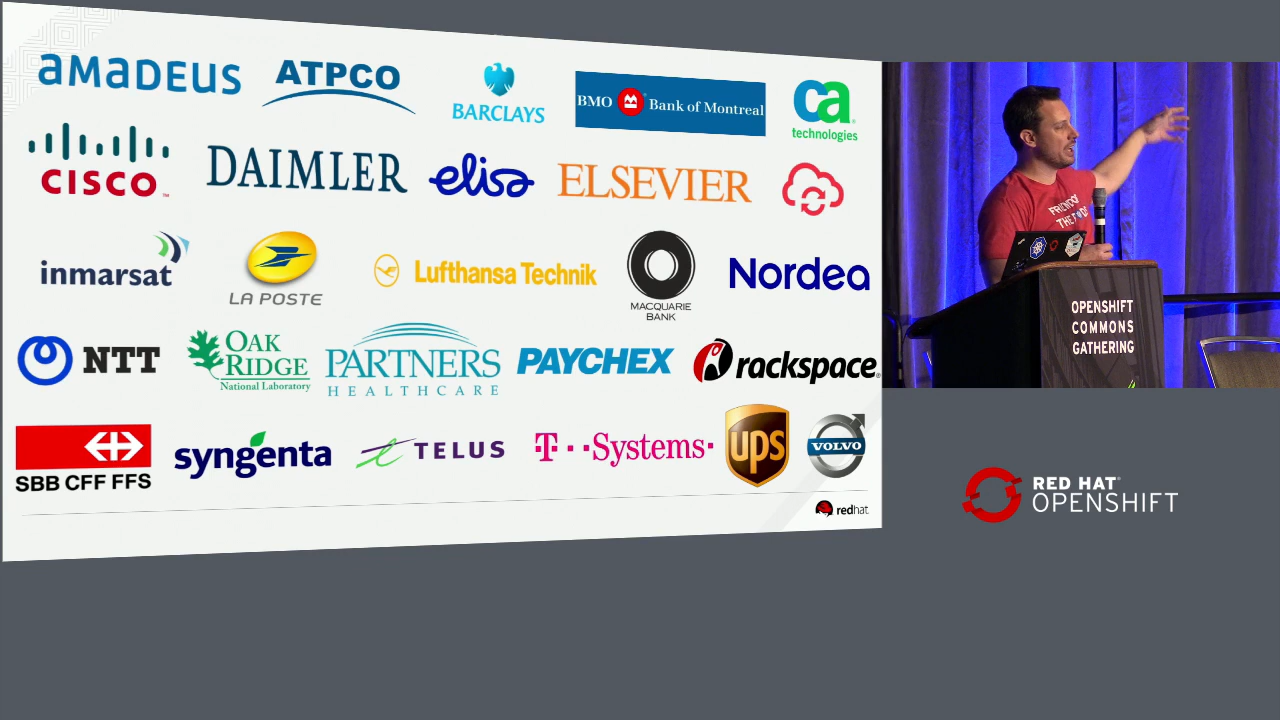 amadeus
ATPCO
BARCLAYS
BMO Bank of Montreal
ca
technologies
CISCO
DAIMLER
elisa
ELSEVIER
inmarsat
LA POSTE
Lufthansa Technik
MACQUARIE
BANK
Nordea
NTT
OAK
RIDGE
National Laboratory
PARTNERS
HEALTHCARE
PAYCHEX
rackspace®
SBB CFF FFS
syngenta
TELUS
T··Systems·
ups
VOLVO
redhat
THE
OPENSHIFT
COMMONS
GATHERING
RED HAT®
OPENSHIFT